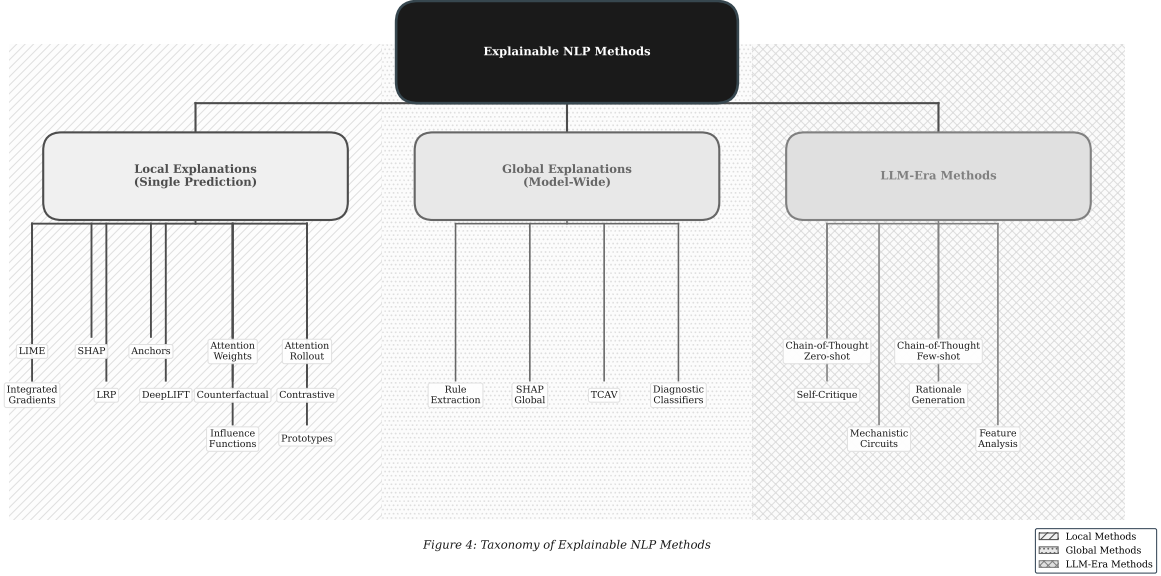 Explainable NLP Methods
Local Explanations
(Single Prediction)
Global Explanations
(Model-Wide)
LLM-Era Methods
LIME
SHAP
Anchors
Attention
Weights
Attention
Rollout
Integrated
Gradients
LRP
DeepLIFT
Counterfactual
Contrastive
Influence
Functions
Prototypes
Rule
Extraction
SHAP
Global
TCAV
Diagnostic
Classifiers
Chain-of-Thought
Zero-shot
Chain-of-Thought
Few-shot
Self-Critique
Rationale
Generation
Mechanistic
Circuits
Feature
Analysis
Figure 4: Taxonomy of Explainable NLP Methods
Local Methods
Global Methods
LLM-Era Methods